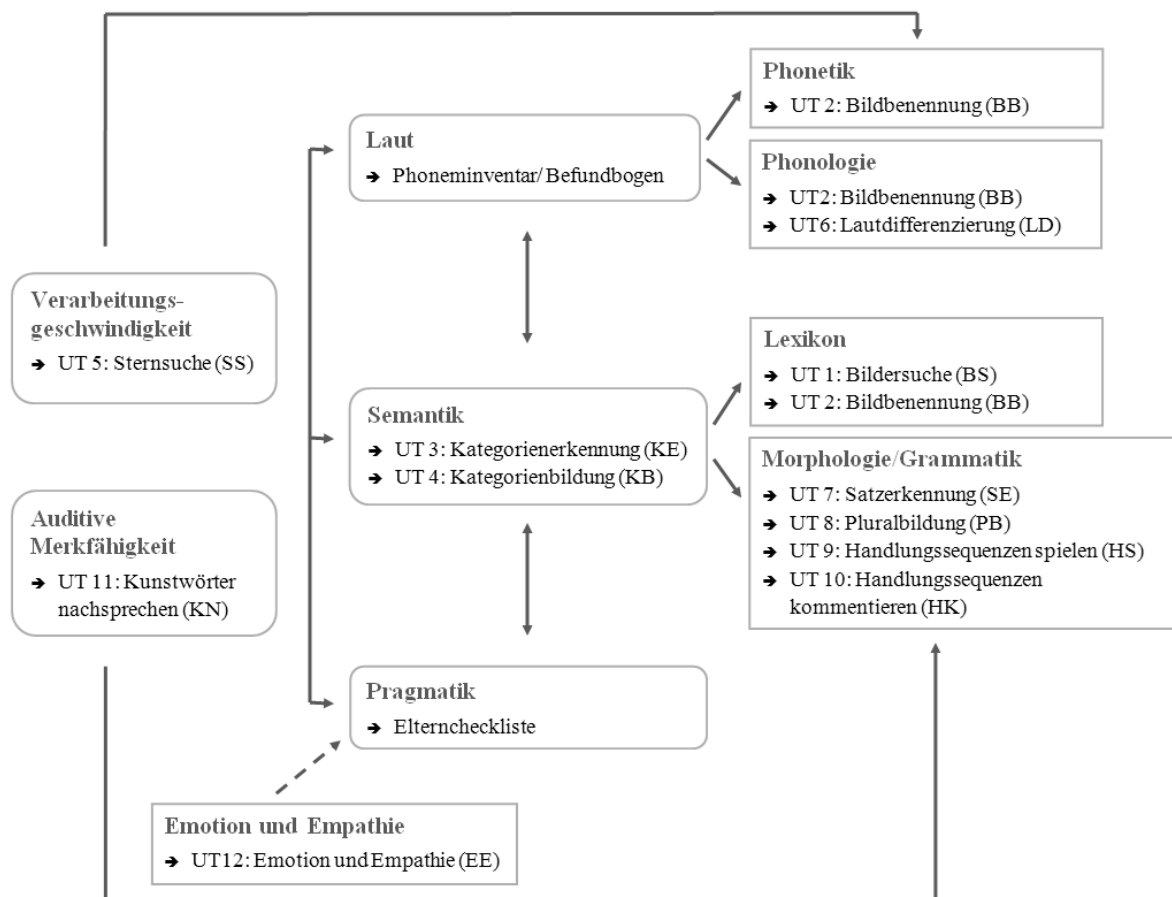 Phonetik
➔ UT 2: Bildbenennung (BB)
Laut
➔ Phoneminventar/ Befundbogen
Phonologie
➔ UT2: Bildbenennung (BB)
➔ UT6: Lautdifferenzierung (LD)
Verarbeitungs-
geschwindigkeit
➔ UT 5: Sternsuche (SS)
Lexikon
➔ UT 1: Bildersuche (BS)
➔ UT 2: Bildbenennung (BB)
Semantik
➔ UT 3: Kategorienerkennung (KE)
➔ UT 4: Kategorienbildung (KB)
Morphologie/Grammatik
➔ UT 7: Satzerkennung (SE)
➔ UT 8: Pluralbildung (PB)
➔ UT 9: Handlungssequenzen spielen (HS)
➔ UT 10: Handlungssequenzen
kommentieren (HK)
Auditive
Merkfähigkeit
➔ UT 11: Kunstwörter
nachsprechen (KN)
Pragmatik
➔ Elterncheckliste
Emotion und Empathie
➔ UT12: Emotion und Empathie (EE)